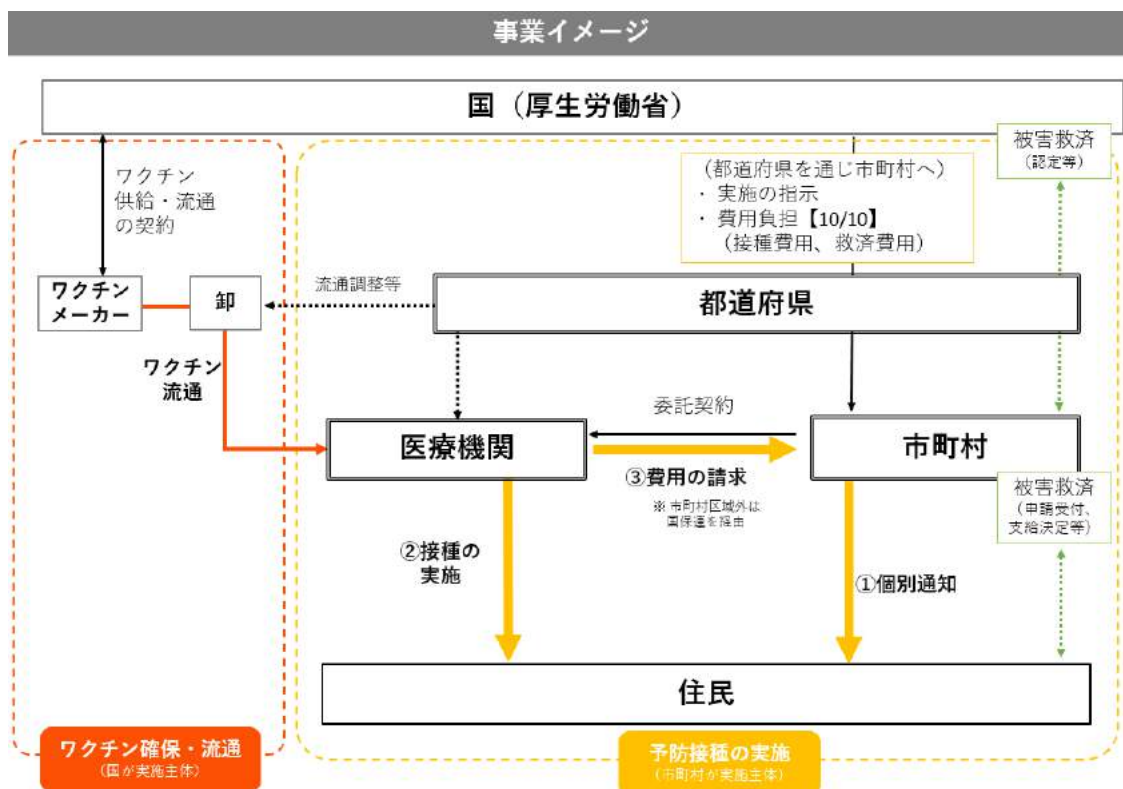 事業イメージ
国（厚生労働省）
被害救済
（認定等）
ワクチン
供給・流通
の契約
（都道府県を通じ市町村へ）
・ 実施の指示
・ 費用負担【10/10】
（接種費用、救済費用）
ワクチン
メーカー
卸
流通調整等
都道府県
ワクチン
流通
委託契約
医療機関
市町村
③費用の請求
※ 市町村区域外は
国保連を経由
被害救済
（申請受付、
支給決定等）
②接種の
実施
①個別通知
住民
ワクチン確保・流通
（国が実施主体）
予防接種の実施
（市町村が実施主体）